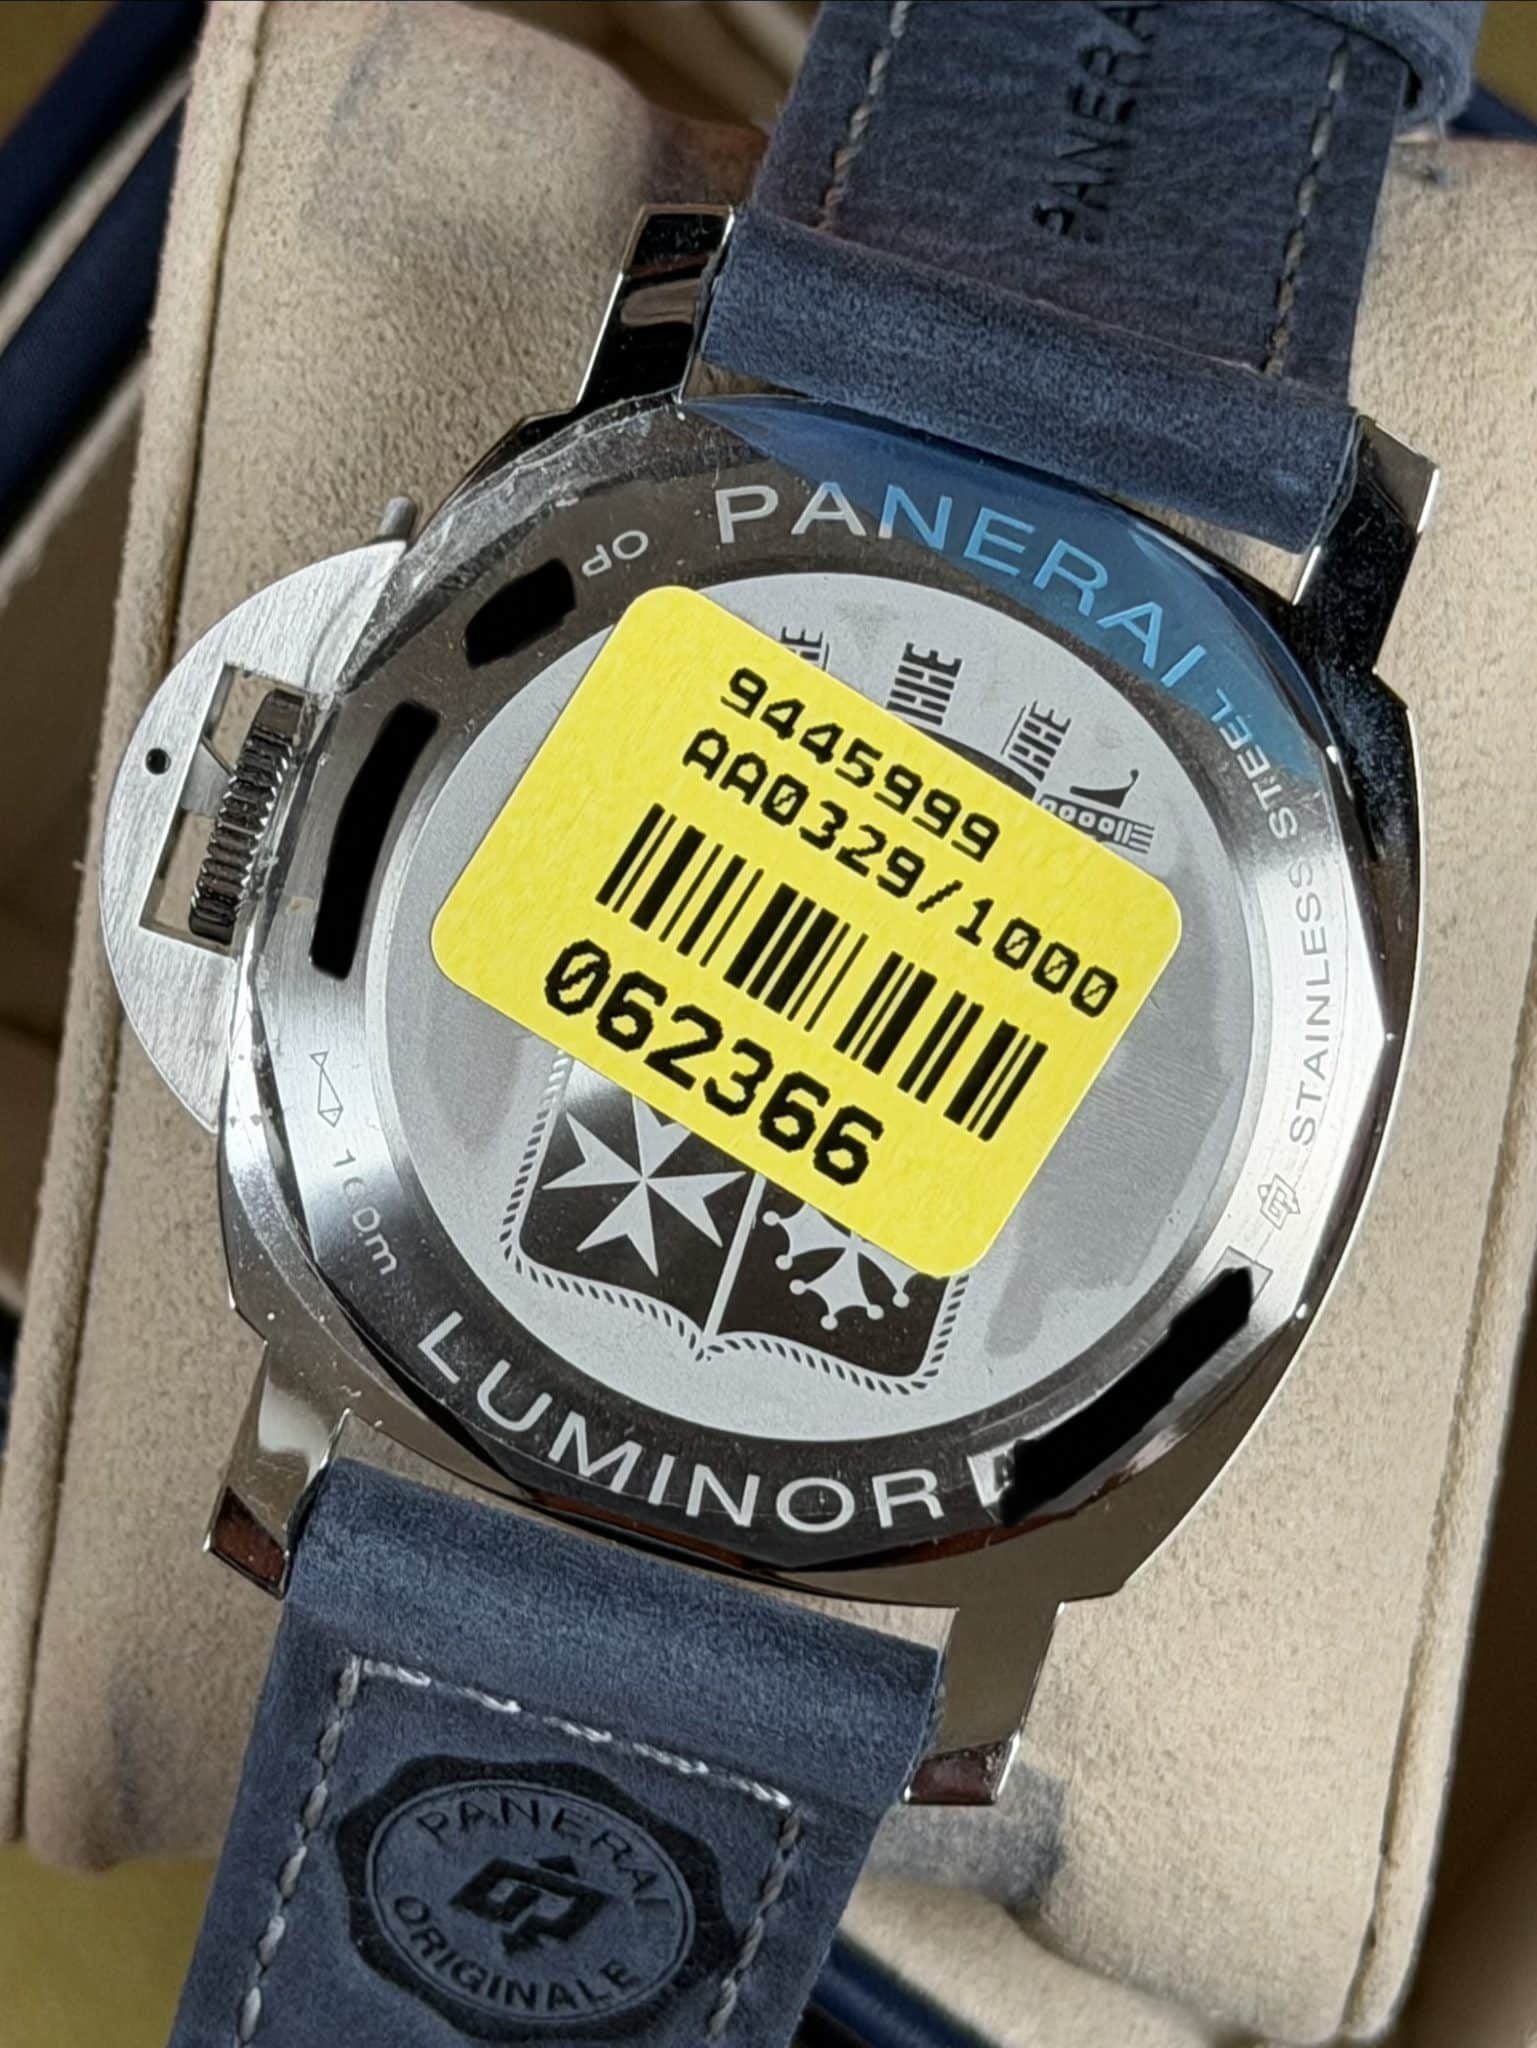 PANERAI
OP
PANERAI
STAINLESS STEEL
9445999
AA0329/1000
062366
100m
LUMINOR
PANERAI
ORIGINALE